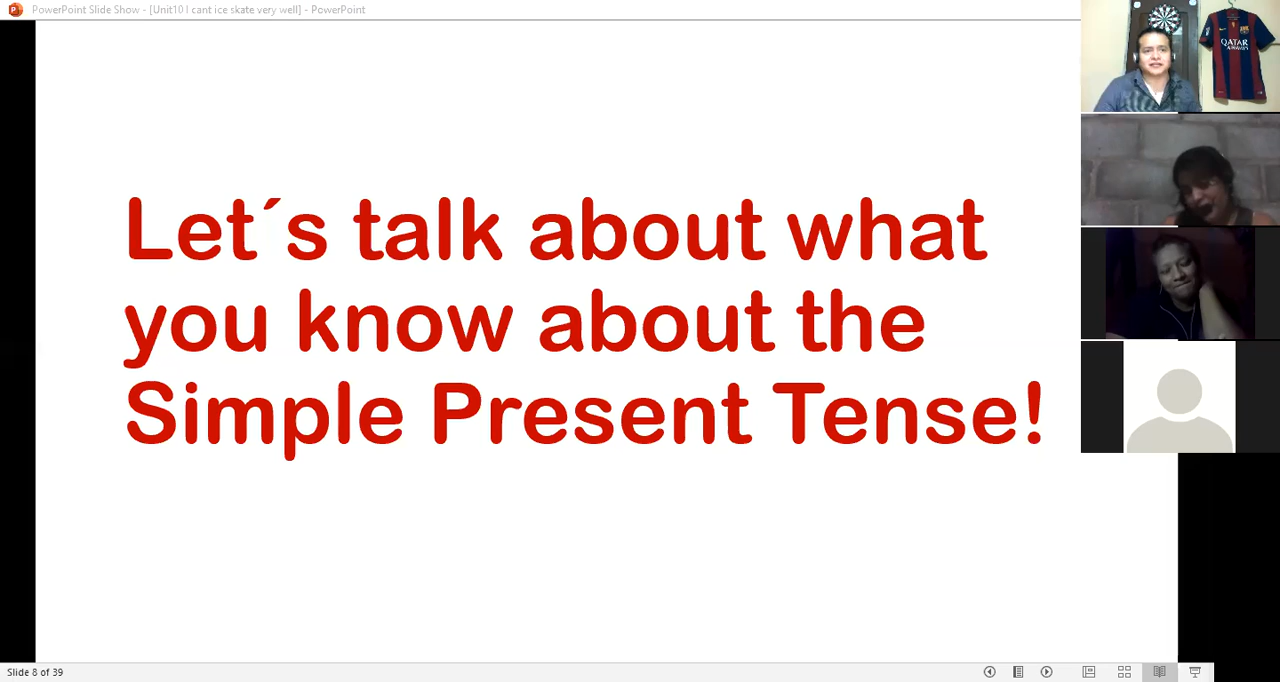 PowerPoint Slide Show - [Unit10 I cant ice skate very well] - PowerPoint
QATAR
AIRWAYS
Let´s talk about what
you know about the
Simple Present Tense!
Slide 8 of 39